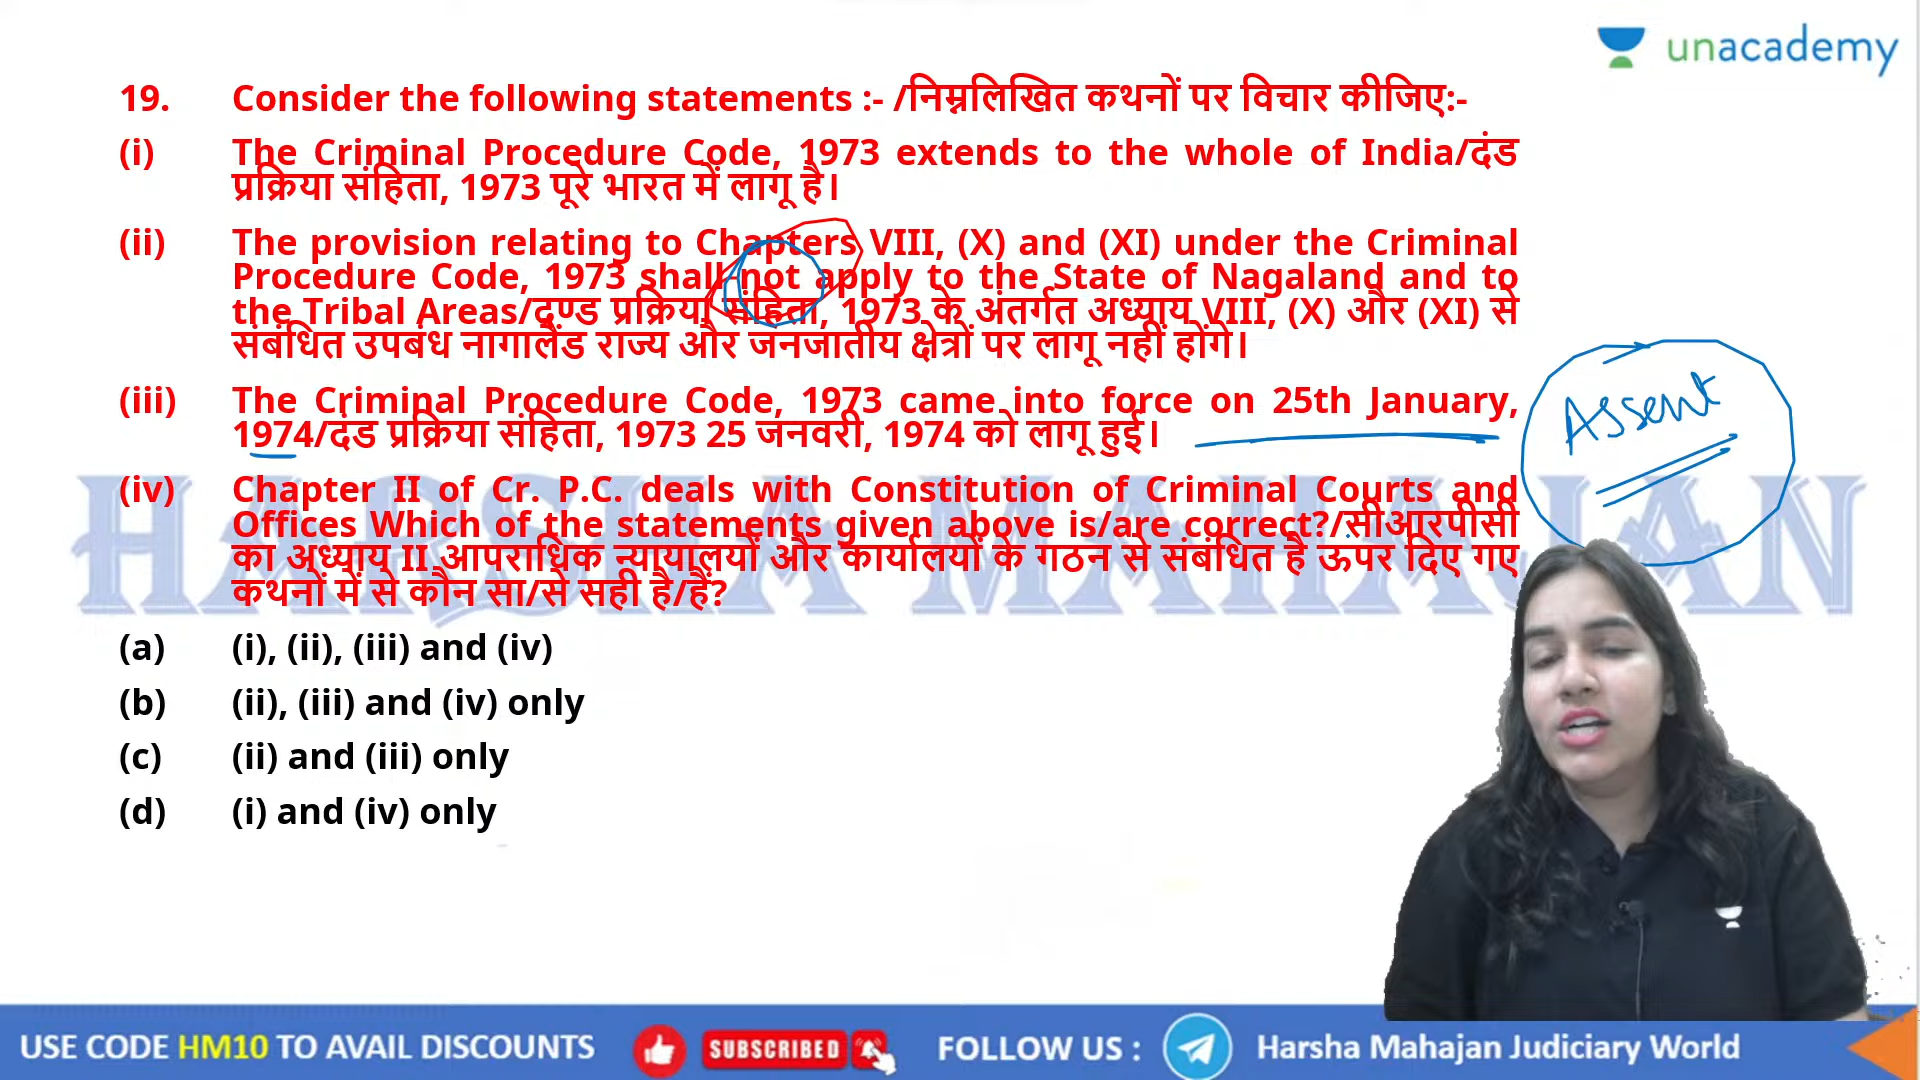 unacademy
19. Consider the following statements :- /निम्नलिखित कथनों पर विचार कीजिए:-
(i) The Criminal Procedure Code, 1973 extends to the whole of India/दंड
प्रक्रिया संहिता, 1973 पूरे भारत में लागू है।
(ii) The provision relating to Chapters VIII, (X) and (XI) under the Criminal
Procedure Code, 1973 shall not apply to the State of Nagaland and to
the Tribal Areas/दण्ड प्रक्रिया संहिता, 1973 के अंतर्गत अध्याय VIII, (X) और (XI) से
संबंधित उपबंध नागालैंड राज्य और जनजातीय क्षेत्रों पर लागू नहीं होंगे।
(iii) The Criminal Procedure Code, 1973 came into force on 25th January,
1974/दंड प्रक्रिया संहिता, 1973 25 जनवरी, 1974 को लागू हुई।
Assent
(iv) Chapter II of Cr. P.C. deals with Constitution of Criminal Courts and
Offices Which of the statements given above is/are correct?/सीआरपीसी
का अध्याय II आपराधिक न्यायालयों और कार्यालयों के गठन से संबंधित है ऊपर दिए गए
कथनों में से कौन सा/से सही है/हैं?
HARSHA MAHAJAN
(a) (i), (ii), (iii) and (iv)
(b) (ii), (iii) and (iv) only
(c) (ii) and (iii) only
(d) (i) and (iv) only
USE CODE HM10 TO AVAIL DISCOUNTS SUBSCRIBED FOLLOW US : Harsha Mahajan Judiciary World